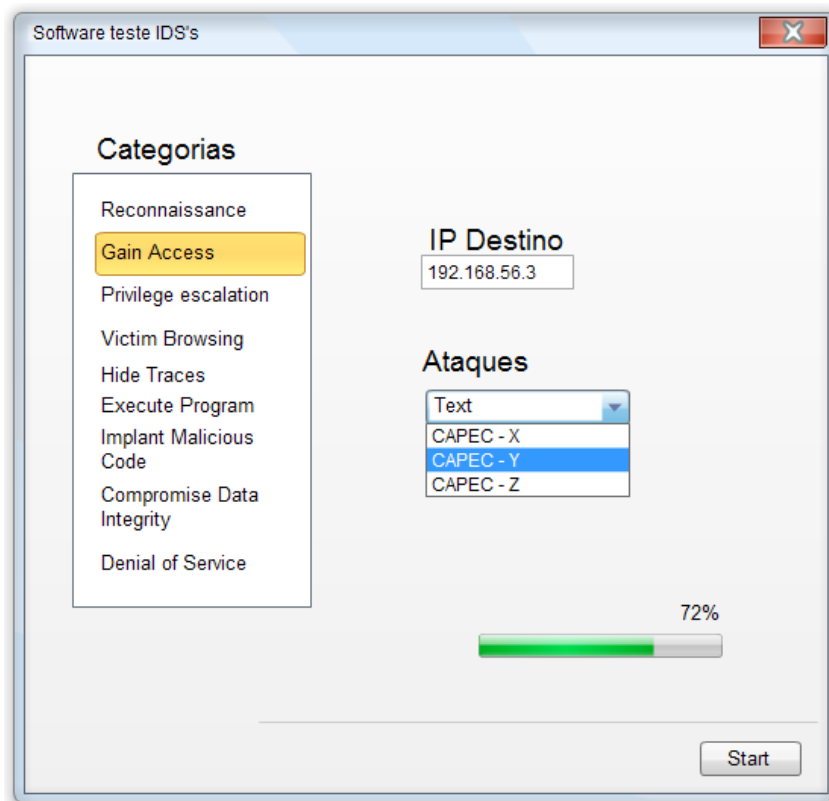 Software teste IDS's
Categorias
Reconnaissance
Gain Access
Privilege escalation
Victim Browsing
Hide Traces
Execute Program
Implant Malicious
Code
Compromise Data
Integrity
Denial of Service
IP Destino
192.168.56.3
Ataques
Text
CAPEC - X
CAPEC - Y
CAPEC - Z
72%
Start